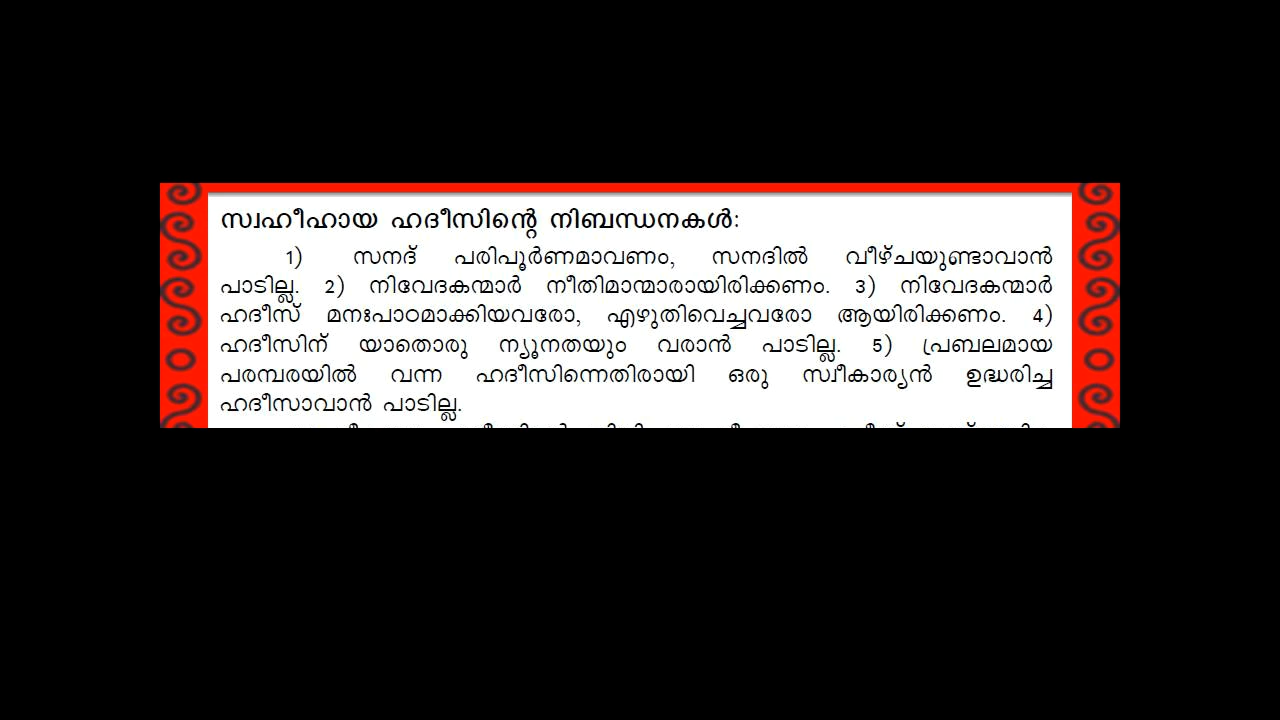 സ്വഹീഹായ ഹദീസിന്റെ നിബന്ധനകൾ:
1) സനദ് പരിപൂർണമാവണം, സനദിൽ വീഴ്ചയുണ്ടാവാൻ
പാടില്ല. 2) നിവേദകന്മാർ നീതിമാന്മാരായിരിക്കണം. 3) നിവേദകന്മാർ
ഹദീസ് മനഃപാഠമാക്കിയവരോ, എഴുതിവെച്ചവരോ ആയിരിക്കണം. 4)
ഹദീസിന് യാതൊരു ന്യൂനതയും വരാൻ പാടില്ല. 5) പ്രബലമായ
പരമ്പരയിൽ വന്ന ഹദീസിന്നെതിരായി ഒരു സ്വീകാര്യൻ ഉദ്ധരിച്ച
ഹദീസാവാൻ പാടില്ല.